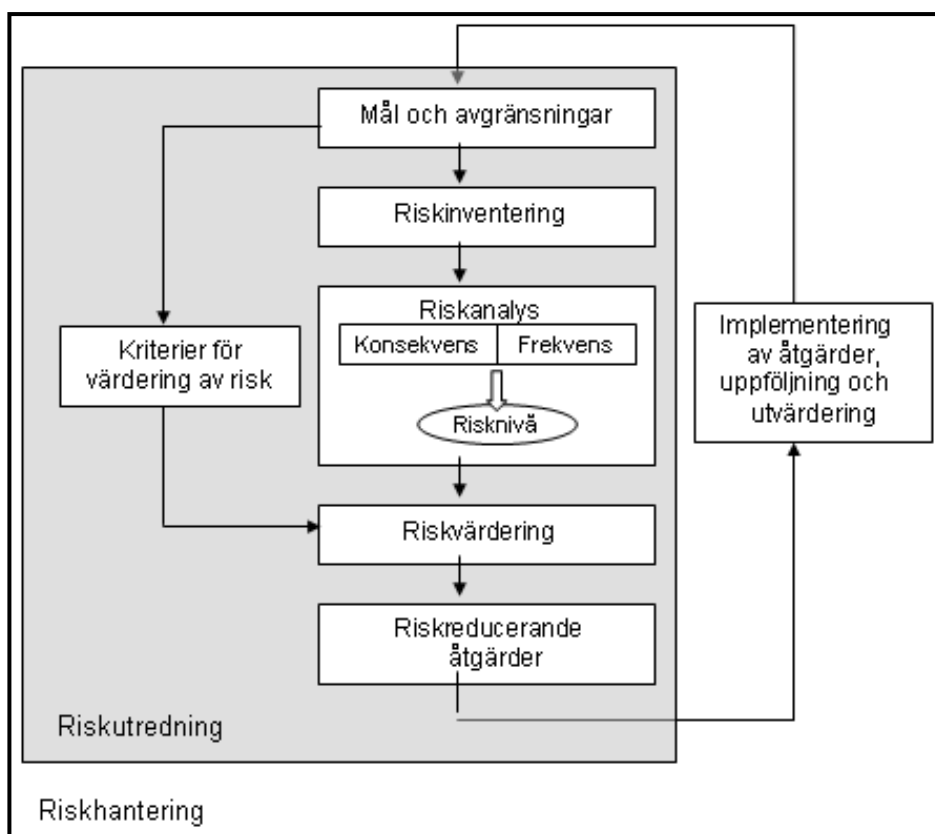 Mål och avgränsningar
Riskinventering
Riskanalys
Konsekvens
Frekvens
Risknivå
Kriterier för
värdering av risk
Implementering
av åtgärder,
uppföljning och
utvärdering
Riskvärdering
Riskreducerande
åtgärder
Riskutredning
Riskhantering